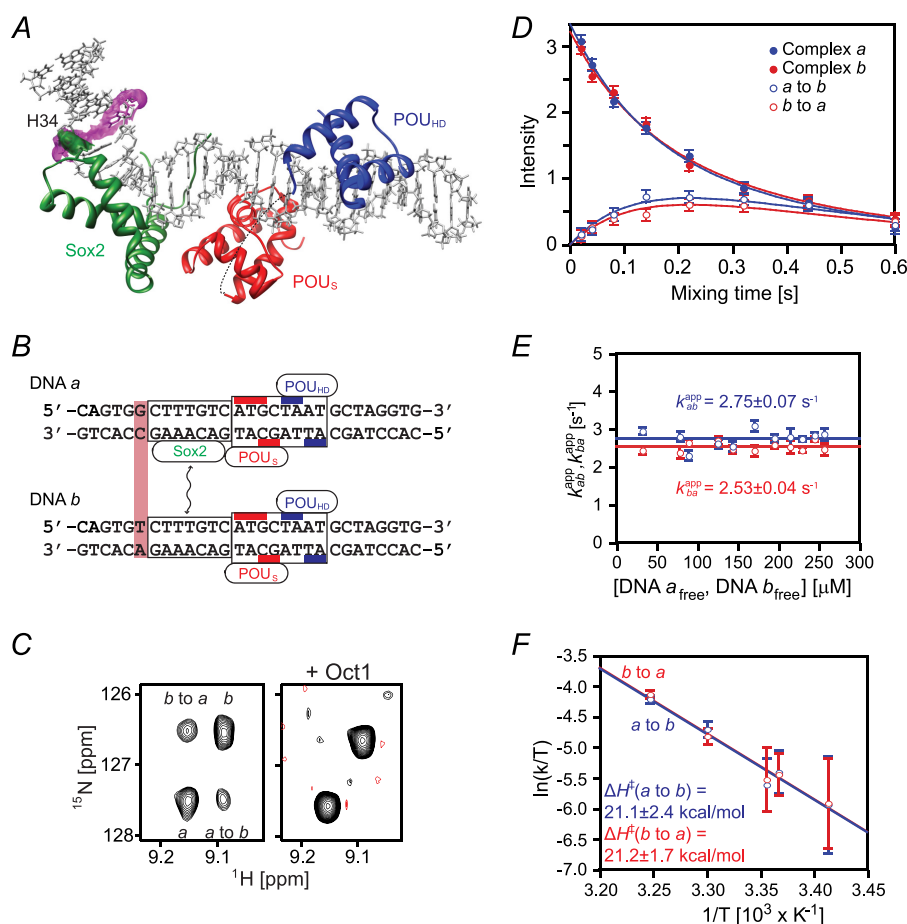 A
H34
Sox2
POU_S
POU_HD
B
DNA a
POU_HD
5′-CAGTGGCTTTGTCATGCTAATGCTAGGTG-3′
3′-GTCACCGAAACAGTACGATTACGATCCAC-5′
Sox2
POU_S
DNA b
POU_HD
5′-CAGTGTCTTTGTCATGCTAATGCTAGGTG-3′
3′-GTCACAGAAACAGTACGATTACGATCCAC-5′
POU_S
C
+ Oct1
126
127
128
¹⁵N [ppm]
b to a
b
a
a to b
9.2
9.1
9.2
9.1
¹H [ppm]
D
Complex a
Complex b
a to b
b to a
Intensity
3
2
1
0
0
0.1
0.2
0.3
0.4
0.5
0.6
Mixing time [s]
E
5
4
3
2
1
0
k_ab^app, k_ba^app [s⁻¹]
k_ab^app = 2.75±0.07 s⁻¹
k_ba^app = 2.53±0.04 s⁻¹
0
50
100
150
200
250
300
[DNA a_free, DNA b_free] [μM]
F
-3.5
-4.0
-4.5
-5.0
-5.5
-6.0
-6.5
-7.0
ln(k/T)
b to a
a to b
ΔH‡(a to b) =
21.1±2.4 kcal/mol
ΔH‡(b to a) =
21.2±1.7 kcal/mol
3.20
3.25
3.30
3.35
3.40
3.45
1/T [10³ x K⁻¹]